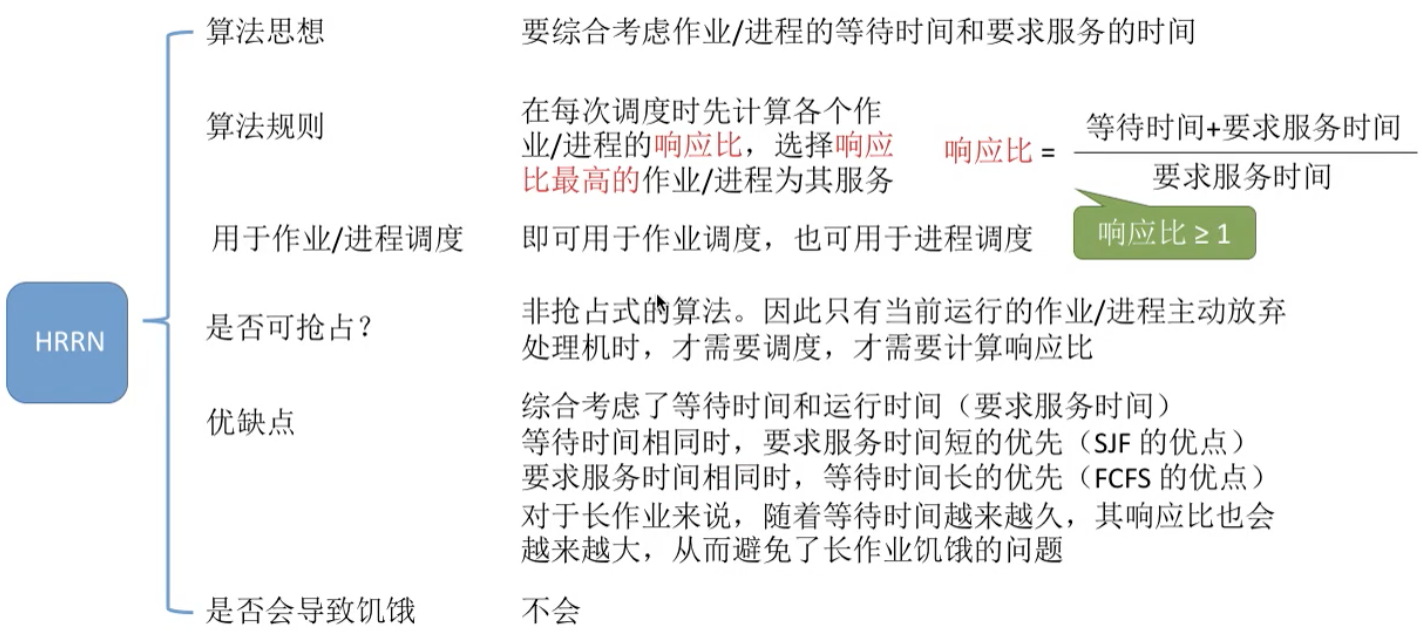 算法思想
要综合考虑作业/进程的等待时间和要求服务的时间
算法规则
在每次调度时先计算各个作
业/进程的响应比，选择响应
比最高的作业/进程为其服务
响应比 =
等待时间+要求服务时间
要求服务时间
响应比 ≥ 1
用于作业/进程调度
即可用于作业调度，也可用于进程调度
HRRN
是否可抢占？
非抢占式的算法。因此只有当前运行的作业/进程主动放弃
处理机时，才需要调度，才需要计算响应比
优缺点
综合考虑了等待时间和运行时间（要求服务时间）
等待时间相同时，要求服务时间短的优先（SJF 的优点）
要求服务时间相同时，等待时间长的优先（FCFS 的优点）
对于长作业来说，随着等待时间越来越久，其响应比也会
越来越大，从而避免了长作业饥饿的问题
是否会导致饥饿
不会